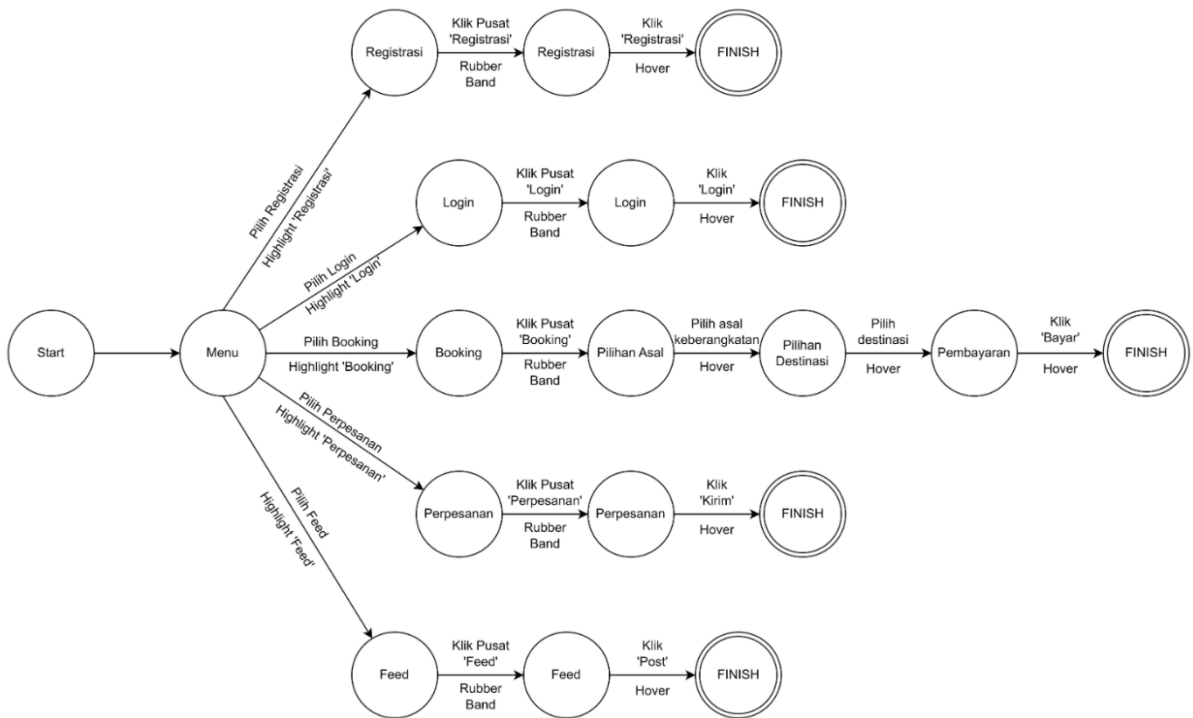 Registrasi
Klik Pusat
'Registrasi'
Rubber
Band
Registrasi
Klik
'Registrasi'
Hover
FINISH
Pilih Registrasi
Highlight 'Registrasi'
Login
Klik Pusat
'Login'
Rubber
Band
Login
Klik
'Login'
Hover
FINISH
Pilih Login
Highlight 'Login'
Start
Menu
Pilih Booking
Highlight 'Booking'
Booking
Klik Pusat
'Booking'
Rubber
Band
Pilihan Asal
Pilih asal
keberangkatan
Hover
Pilihan
Destinasi
Pilih
destinasi
Hover
Pembayaran
Klik
'Bayar'
Hover
FINISH
Pilih Perpesanan
Highlight 'Perpesanan'
Perpesanan
Klik Pusat
'Perpesanan'
Rubber
Band
Perpesanan
Klik
'Kirim'
Hover
FINISH
Pilih Feed
Highlight 'Feed'
Feed
Klik Pusat
'Feed'
Rubber
Band
Feed
Klik
'Post'
Hover
FINISH